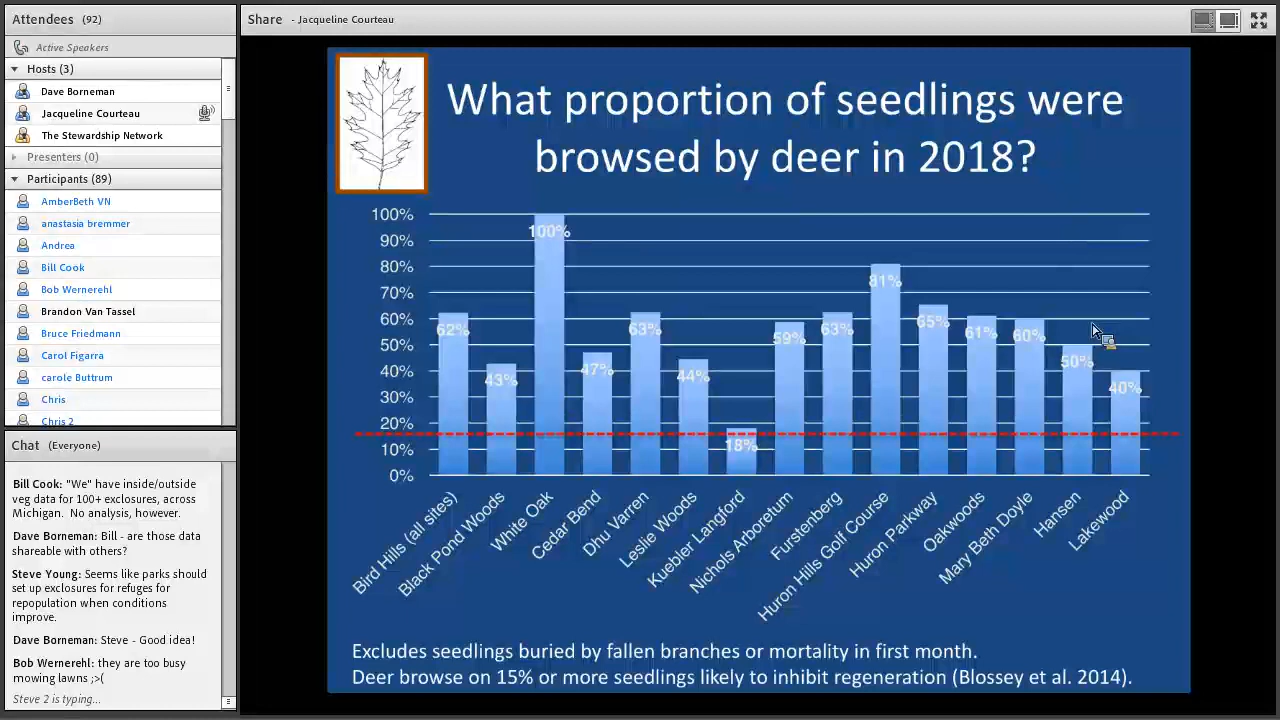 Attendees (92)
Active Speakers
Hosts (3)
Dave Borneman
Jacqueline Courteau
The Stewardship Network
Presenters (0)
Participants (89)
AmberBeth VN
anastasia bremmer
Andrea
Bill Cook
Bob Wernerehl
Brandon Van Tassel
Bruce Friedmann
Carol Figarra
carole Buttrum
Chris
Chris 2
Chat (Everyone)
Bill Cook: "We" have inside/outside
veg data for 100+ exclosures, across
Michigan. No analysis, however.
Dave Borneman: Bill - are those data
shareable with others?
Steve Young: Seems like parks should
set up exclosures for refuges for
repopulation when conditions
improve.
Dave Borneman: Steve - Good idea!
Bob Wernerehl: they are too busy
mowing lawns ;>(
Steve 2 is typing...
Share - Jacqueline Courteau
What proportion of seedlings were
browsed by deer in 2018?
100%
90%
80%
70%
60%
50%
40%
30%
20%
10%
0%
62%
43%
100%
47%
63%
44%
18%
59%
63%
81%
65%
61%
60%
50%
40%
Bird Hills (all sites)
Black Pond Woods
White Oak
Cedar Bend
Dhu Varren
Leslie Woods
Kuebler Langford
Nichols Arboretum
Furstenberg
Huron Hills Golf Course
Huron Parkway
Oakwoods
Mary Beth Doyle
Hansen
Lakewood
Excludes seedlings buried by fallen branches or mortality in first month.
Deer browse on 15% or more seedlings likely to inhibit regeneration (Blossey et al. 2014).